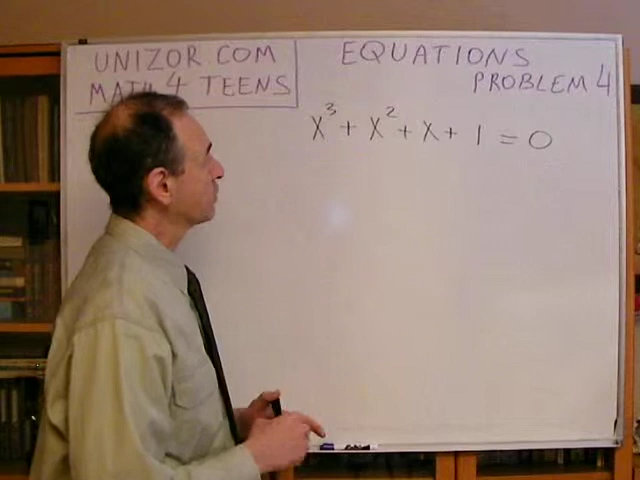 UNIZOR.COM
MATH 4 TEENS
EQUATIONS
PROBLEM 4
x³ + x² + x + 1 = 0